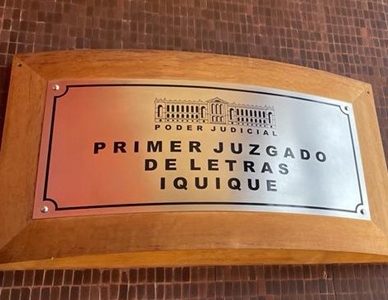 PODER JUDICIAL
PRIMER JUZGADO
DE LETRAS
IQUIQUE